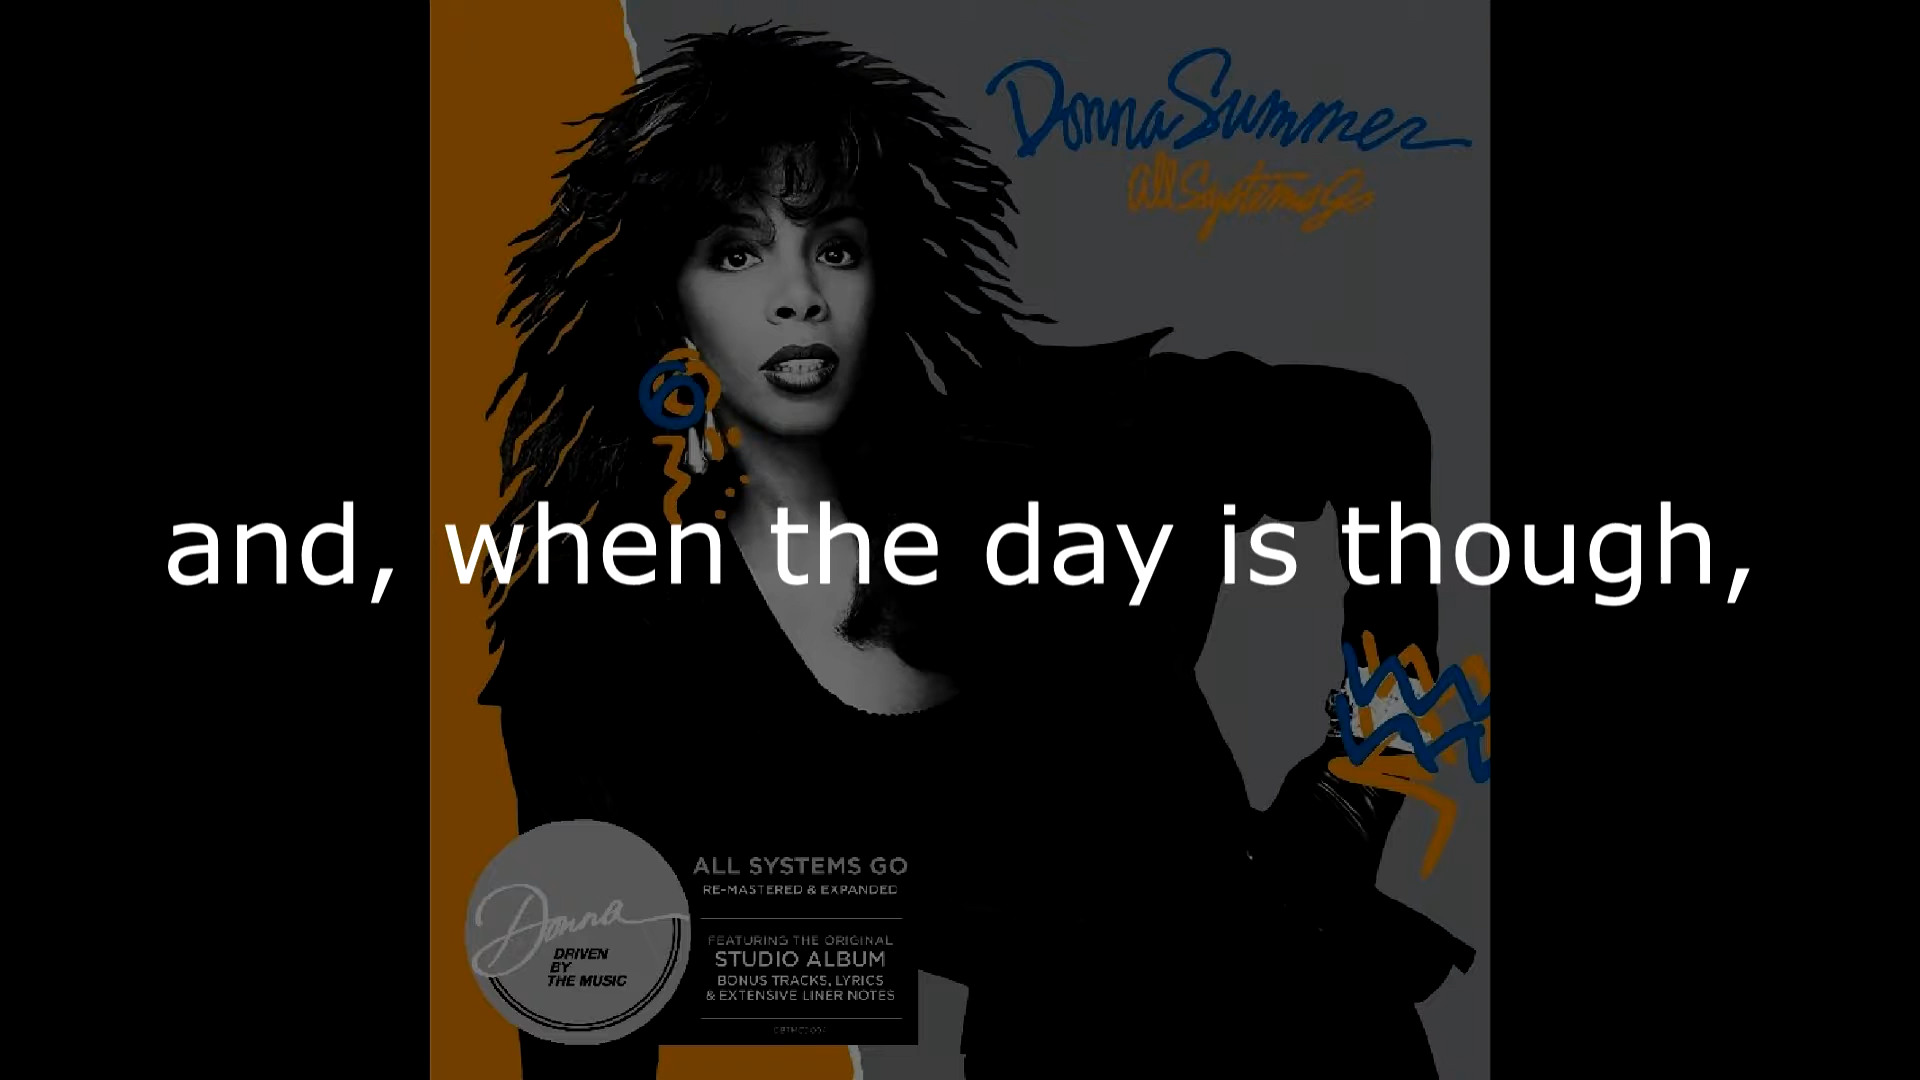 Donna Summer
All Systems Go
and, when the day is though,
ALL SYSTEMS GO
RE-MASTERED & EXPANDED
FEATURING THE ORIGINAL
STUDIO ALBUM
BONUS TRACKS, LYRICS
& EXTENSIVE LINER NOTES
Donna
DRIVEN
BY
THE MUSIC